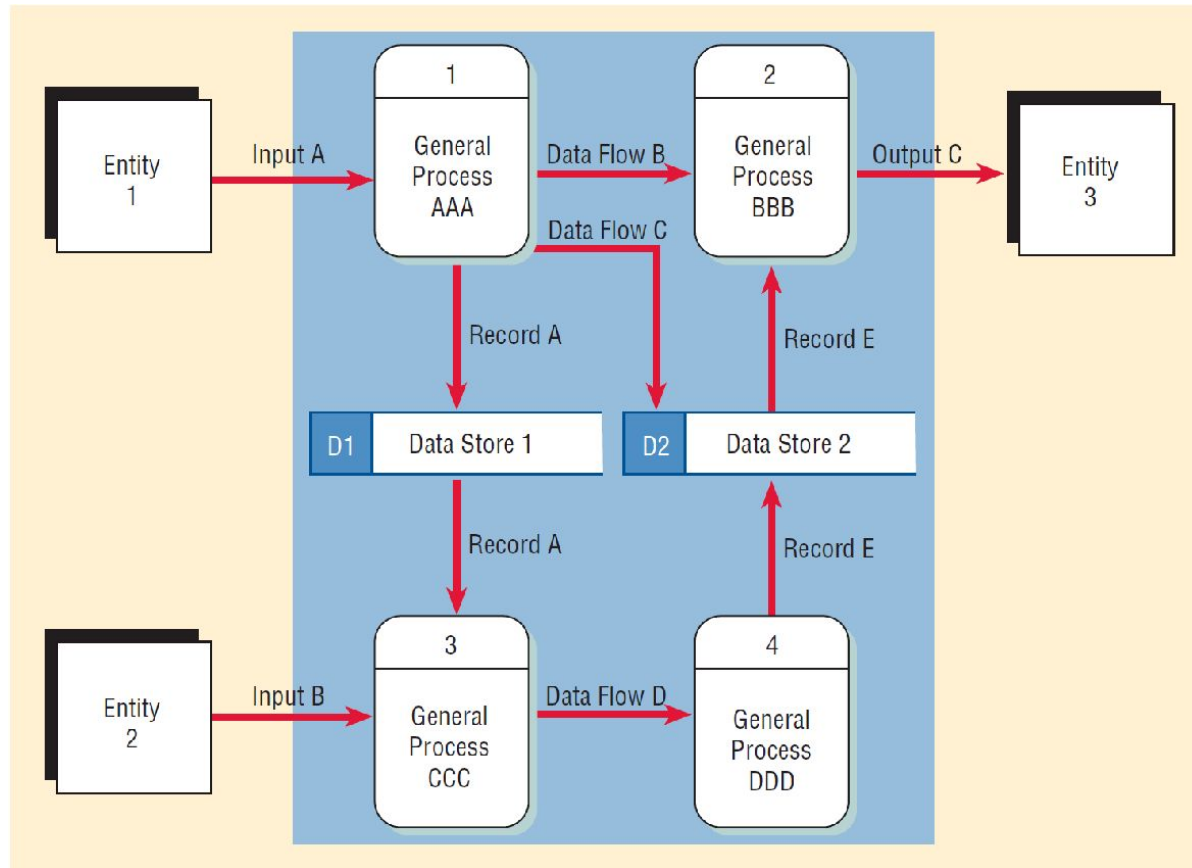 1
2
General
Process
AAA
General
Process
BBB
Entity
1
Input A
Data Flow B
Output C
Entity
3
Data Flow C
Record A
Record E
D1
Data Store 1
D2
Data Store 2
Record A
Record E
3
4
Entity
2
Input B
General
Process
CCC
Data Flow D
General
Process
DDD